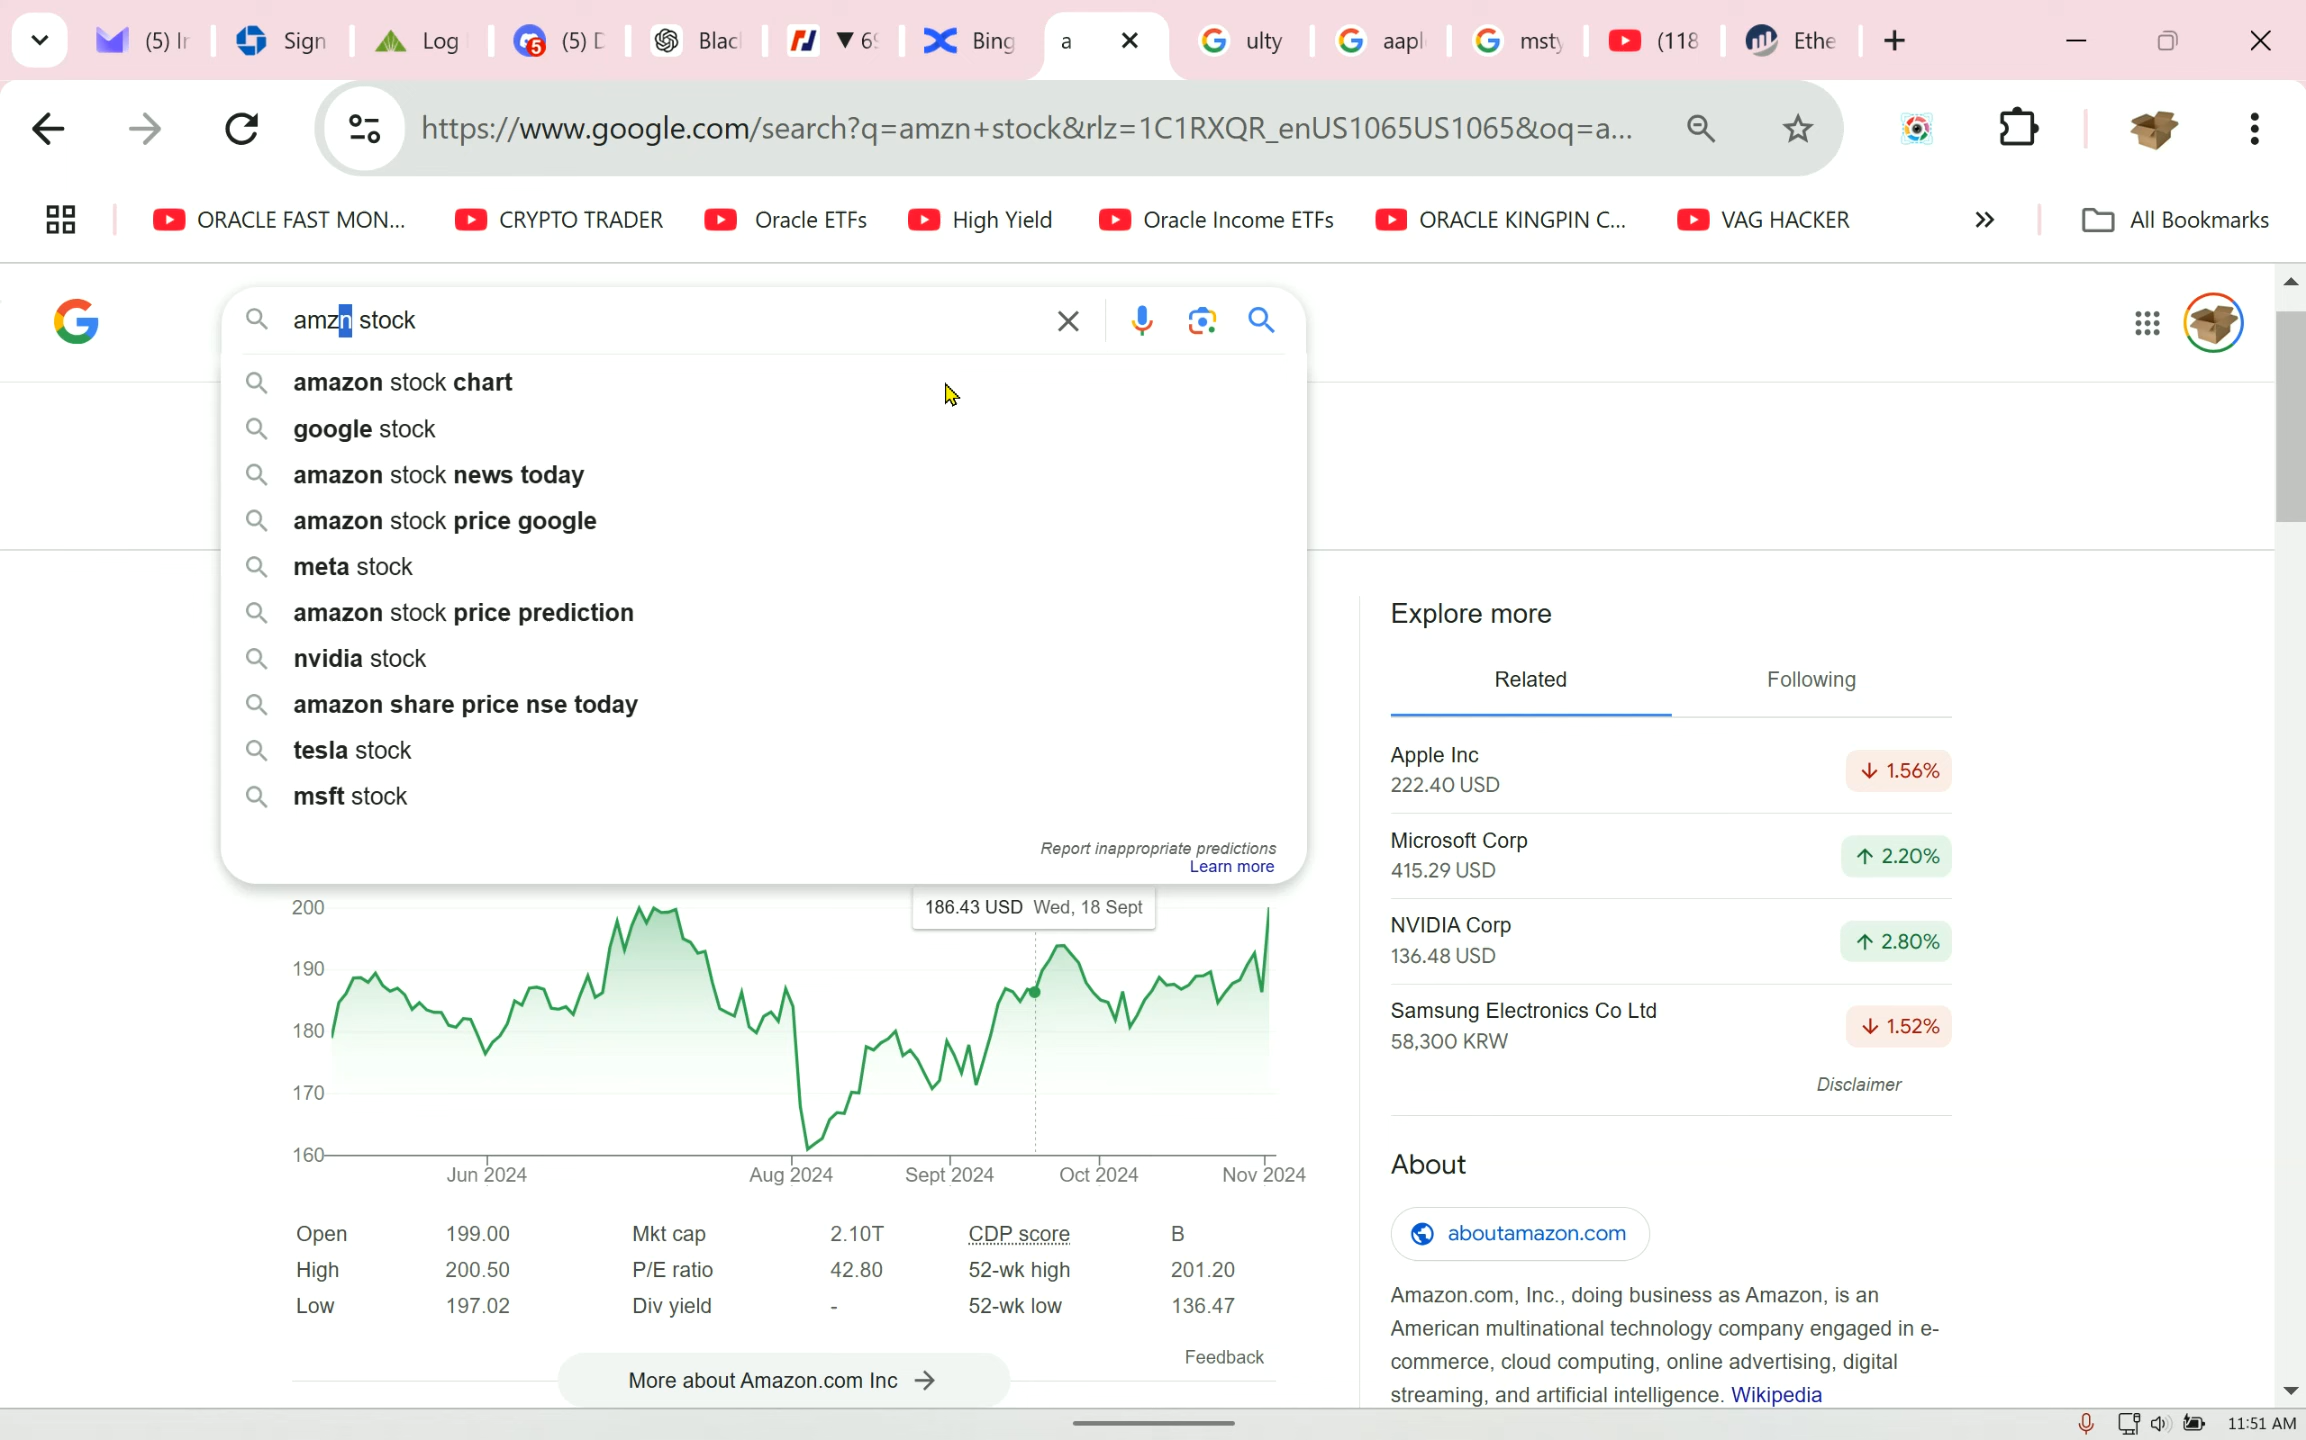 (5) Ir
Sign
Log
5
(5) D
Blac
▼ 69
Bing
a
ulty
aapl
msty
(118
Ethe
https://www.google.com/search?q=amzn+stock&rlz=1C1RXQR_enUS1065US1065&oq=a...
ORACLE FAST MON...
CRYPTO TRADER
Oracle ETFs
High Yield
Oracle Income ETFs
ORACLE KINGPIN C...
VAG HACKER
All Bookmarks
amzn stock
amazon stock chart
google stock
amazon stock news today
amazon stock price google
meta stock
amazon stock price prediction
nvidia stock
amazon share price nse today
tesla stock
msft stock
Report inappropriate predictions
Learn more
186.43 USD Wed, 18 Sept
200
190
180
170
160
Jun 2024
Aug 2024
Sept 2024
Oct 2024
Nov 2024
Open 199.00 Mkt cap 2.10T CDP score B
High 200.50 P/E ratio 42.80 52-wk high 201.20
Low 197.02 Div yield - 52-wk low 136.47
Feedback
More about Amazon.com Inc
Explore more
Related
Following
Apple Inc
222.40 USD
1.56%
Microsoft Corp
415.29 USD
2.20%
NVIDIA Corp
136.48 USD
2.80%
Samsung Electronics Co Ltd
58,300 KRW
1.52%
Disclaimer
About
aboutamazon.com
Amazon.com, Inc., doing business as Amazon, is an
American multinational technology company engaged in e-
commerce, cloud computing, online advertising, digital
streaming, and artificial intelligence. Wikipedia
11:51 AM